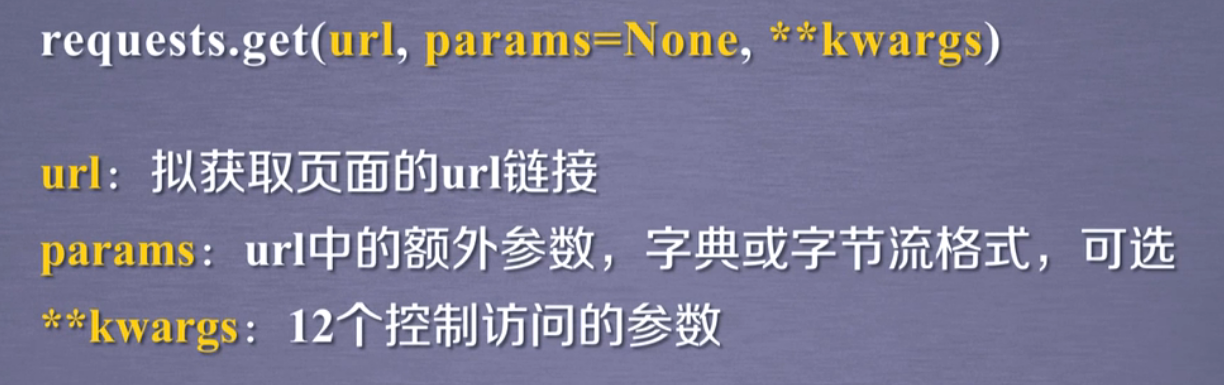 requests.get(url, params=None, **kwargs)
url：拟获取页面的url链接
params：url中的额外参数，字典或字节流格式，可选
**kwargs：12个控制访问的参数